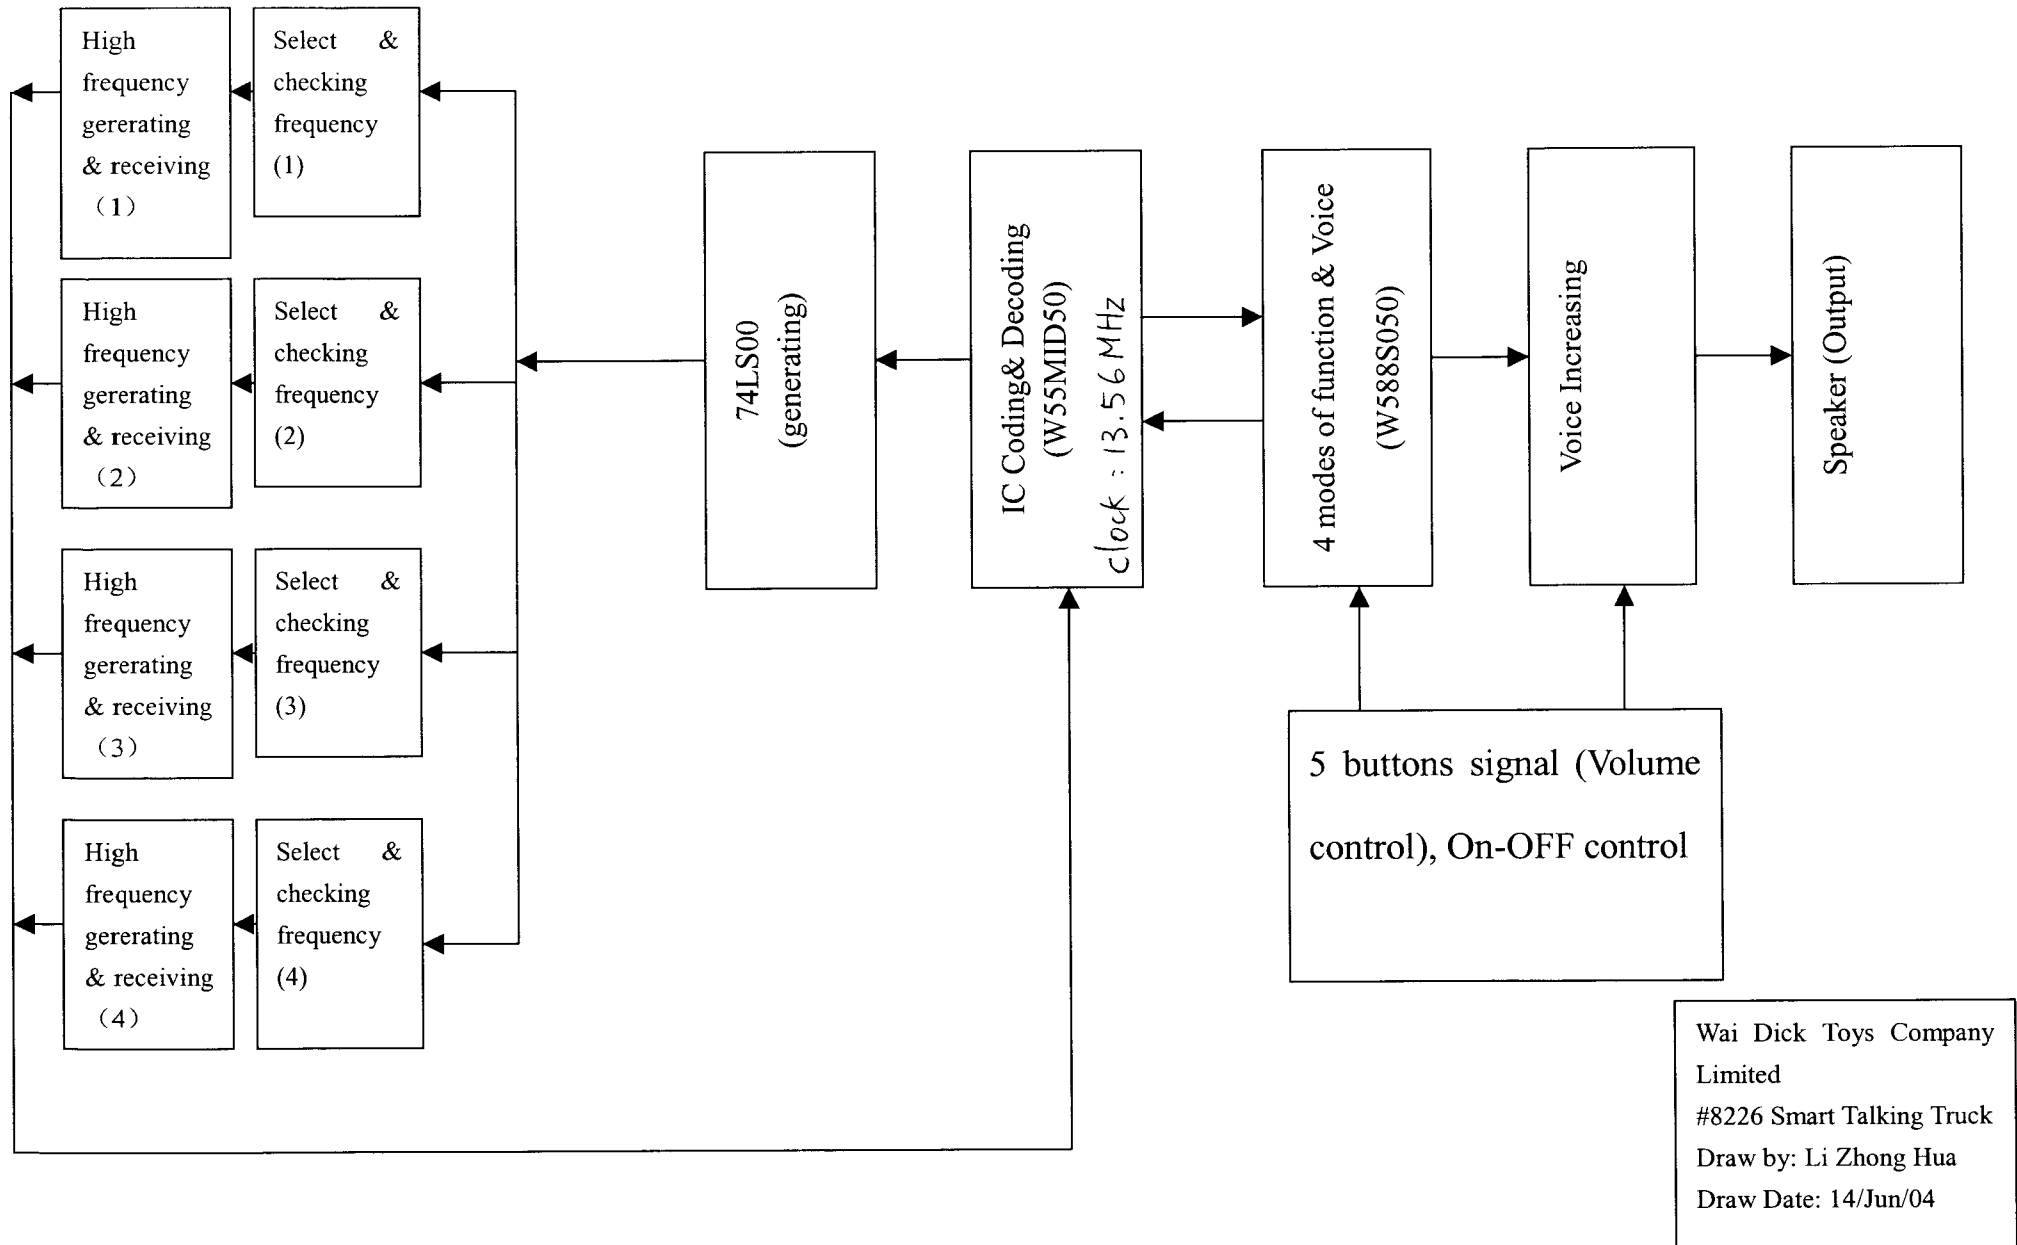 High
frequency
gererating
& receiving
（1）
Select &
checking
frequency
(1)
High
frequency
gererating
& receiving
（2）
Select &
checking
frequency
(2)
High
frequency
gererating
& receiving
（3）
Select &
checking
frequency
(3)
High
frequency
gererating
& receiving
（4）
Select &
checking
frequency
(4)
74LS00
(generating)
IC Coding& Decoding
(W55MID50)
clock : 13.56MHz
4 modes of function & Voice
(W588S050)
Voice Increasing
Speaker (Output)
5 buttons signal (Volume
control), On-OFF control
Wai Dick Toys Company
Limited
#8226 Smart Talking Truck
Draw by: Li Zhong Hua
Draw Date: 14/Jun/04